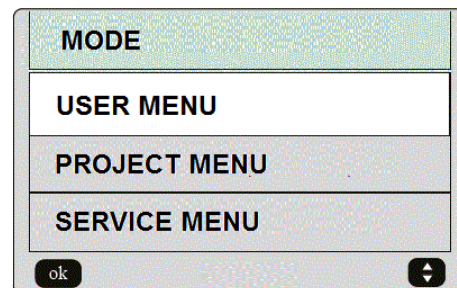 MODE
USER MENU
PROJECT MENU
SERVICE MENU
ok